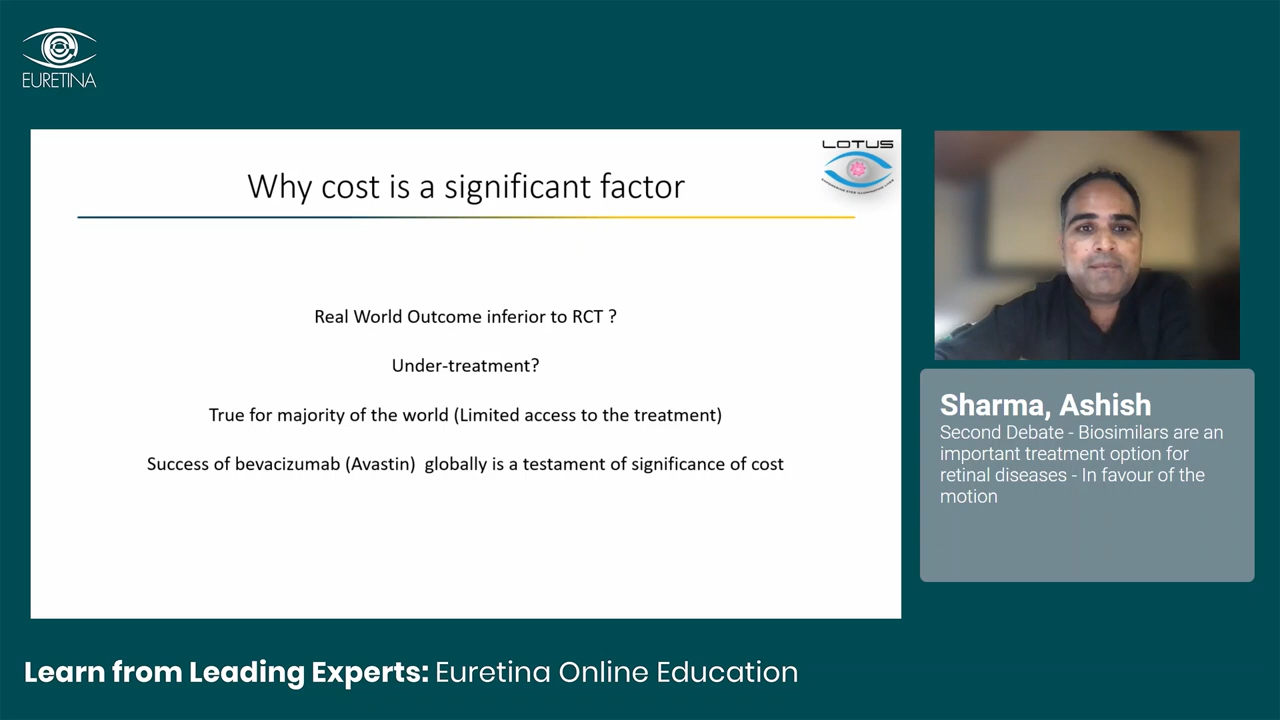 EURETINA
LOTUS
Why cost is a significant factor
Real World Outcome inferior to RCT ?
Under-treatment?
True for majority of the world (Limited access to the treatment)
Success of bevacizumab (Avastin)  globally is a testament of significance of cost
Sharma, Ashish
Second Debate - Biosimilars are an
important treatment option for
retinal diseases - In favour of the
motion
Learn from Leading Experts: Euretina Online Education